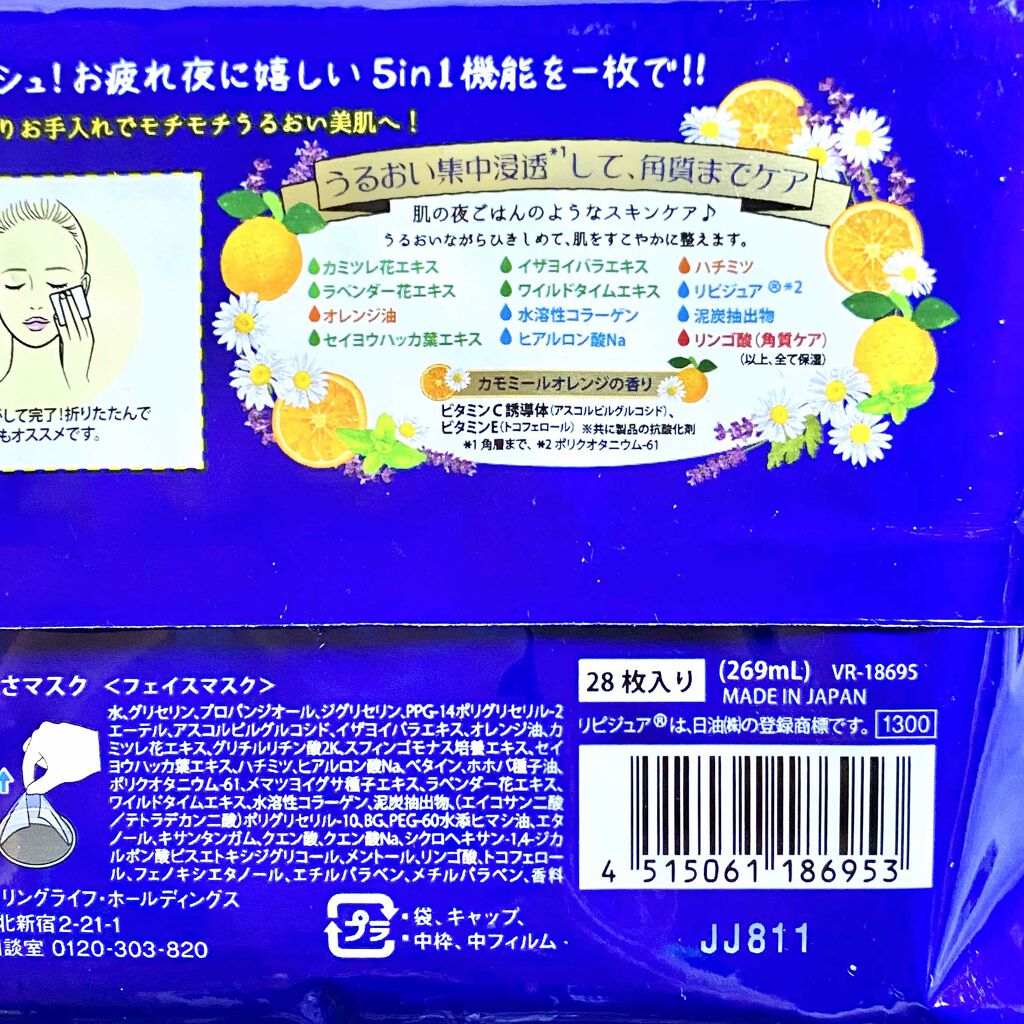 シュ!お疲れ夜に嬉しい 5in1機能を一枚で!!
りお手入れでモチモチうるおい美肌へ!
うるおい集中浸透*1して、角質までケア
肌の夜ごはんのようなスキンケア♪
うるおいながらひきしめて、肌をすこやかに整えます。
カミツレ花エキス イザヨイバラエキス ハチミツ
ラベンダー花エキス ワイルドタイムエキス リピジュア®*2
オレンジ油 水溶性コラーゲン 泥炭抽出物
セイヨウハッカ葉エキス ヒアルロン酸Na リンゴ酸(角質ケア)
(以上、全て保湿)
カモミールオレンジの香り
ビタミンC誘導体(アスコルビルグルコシド)、
ビタミンE(トコフェロール) ※共に製品の抗酸化剤
*1 角層まで、*2 ポリクオタニウム-61
して完了!折りたたんで
もオススメです。
さマスク <フェイスマスク>
水、グリセリン、プロパンジオール、ジグリセリン、PPG-14ポリグリセリル-2
エーテル、アスコルビルグルコシド、イザヨイバラエキス、オレンジ油、カ
ミツレ花エキス、グリチルリチン酸2K、スフィンゴモナス培養エキス、セイ
ヨウハッカ葉エキス、ハチミツ、ヒアルロン酸Na、ベタイン、ホホバ種子油、
ポリクオタニウム-61、メマツヨイグサ種子エキス、ラベンダー花エキス、
ワイルドタイムエキス、水溶性コラーゲン、泥炭抽出物、(エイコサン二酸
/テトラデカン二酸)ポリグリセリル-10、BG、PEG-60水添ヒマシ油、エタ
ノール、キサンタンガム、クエン酸、クエン酸Na、シクロヘキサン-1,4-ジカ
ルボン酸ビスエトキシジグリコール、メントール、リンゴ酸、トコフェロー
ル、フェノキシエタノール、エチルパラベン、メチルパラベン、香料
リングライフ・ホールディングス
北新宿2-21-1
談室 0120-303-820
プラ
・袋、キャップ、
・中枠、中フィルム
28枚入り (269mL) VR-18695
MADE IN JAPAN
リピジュア®は、日油㈱の登録商標です。 1300
4 515061 186953
JJ811